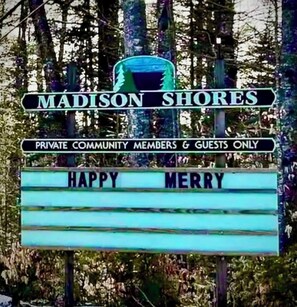 MADISON SHORES
PRIVATE COMMUNITY MEMBERS & GUESTS ONLY
HAPPY MERRY